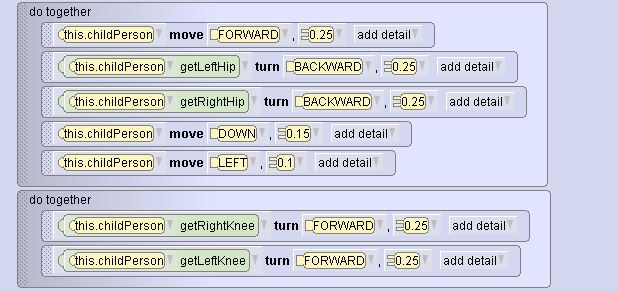 do together
this.childPerson move FORWARD , 0.25 add detail
this.childPerson getLeftHip turn BACKWARD , 0.25 add detail
this.childPerson getRightHip turn BACKWARD , 0.25 add detail
this.childPerson move DOWN , 0.15 add detail
this.childPerson move LEFT , 0.1 add detail
do together
this.childPerson getRightKnee turn FORWARD , 0.25 add detail
this.childPerson getLeftKnee turn FORWARD , 0.25 add detail